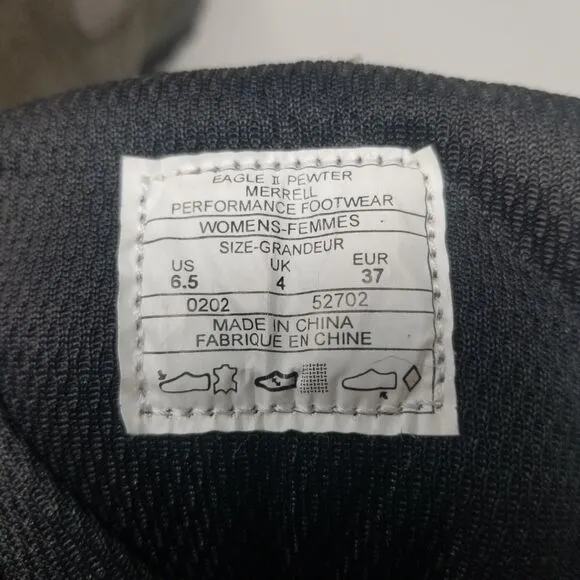 EAGLE II PEWTER
MERRELL
PERFORMANCE FOOTWEAR
WOMENS-FEMMES
SIZE-GRANDEUR
US UK EUR
6.5 4 37
0202 52702
MADE IN CHINA
FABRIQUE EN CHINE